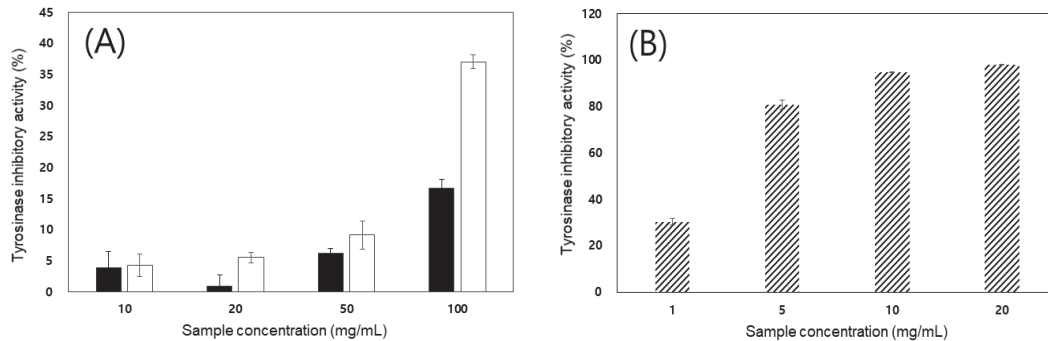 (A)
Tyrosinase inhibitory activity (%)
45
40
35
30
25
20
15
10
5
0
10 20 50 100
Sample concentration (mg/mL)
(B)
Tyrosinase inhibitory activity (%)
120
100
80
60
40
20
0
1 5 10 20
Sample concentration (mg/mL)